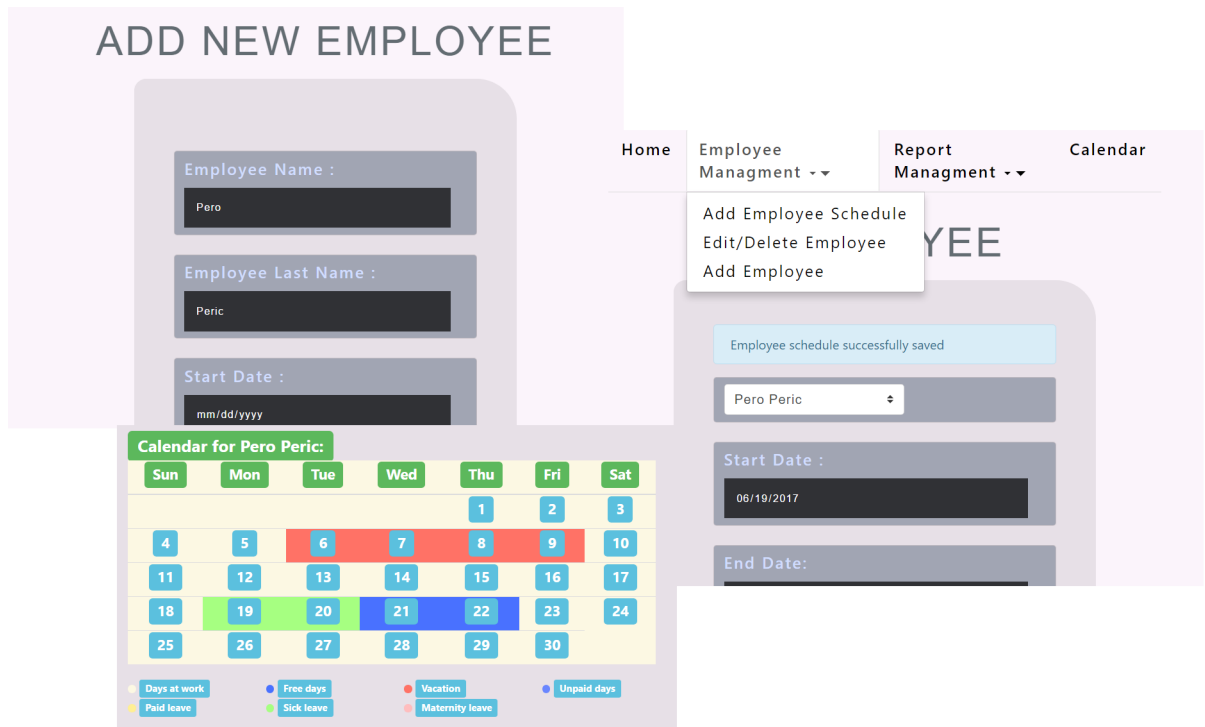 ADD NEW EMPLOYEE
Employee Name :
Pero
Employee Last Name :
Peric
Start Date :
mm/dd/yyyy
Home
Employee
Managment
Report
Managment
Calendar
Add Employee Schedule
Edit/Delete Employee
Add Employee
YEE
Employee schedule successfully saved
Pero Peric
Start Date :
06/19/2017
End Date:
Calendar for Pero Peric:
Sun Mon Tue Wed Thu Fri Sat
1 2 3
4 5 6 7 8 9 10
11 12 13 14 15 16 17
18 19 20 21 22 23 24
25 26 27 28 29 30
Days at work Free days Vacation Unpaid days
Paid leave Sick leave Maternity leave